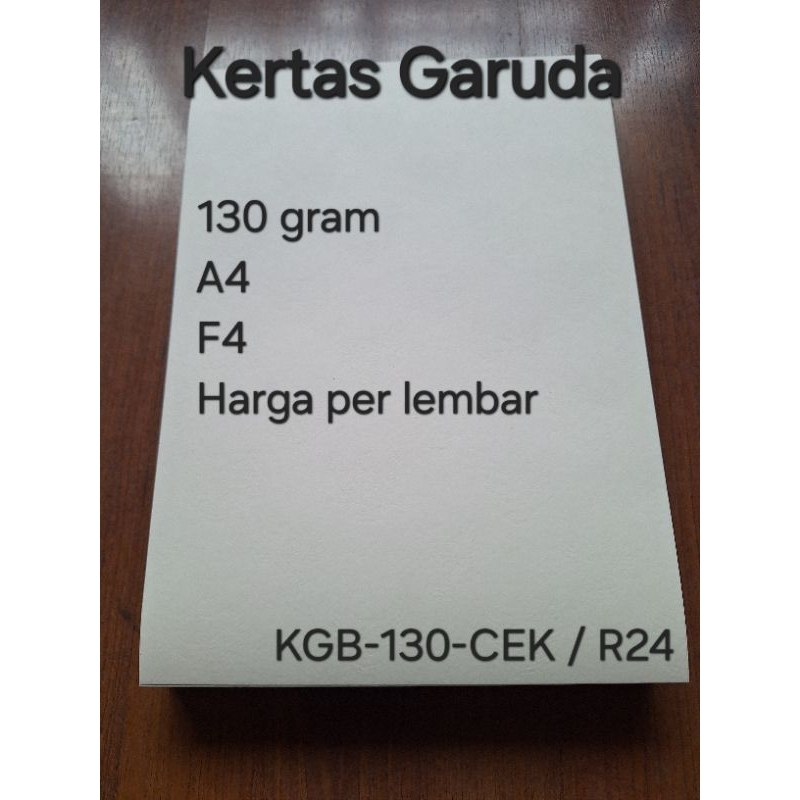 Kertas Garuda
130 gram
A4
F4
Harga per lembar
KGB-130-CEK / R24